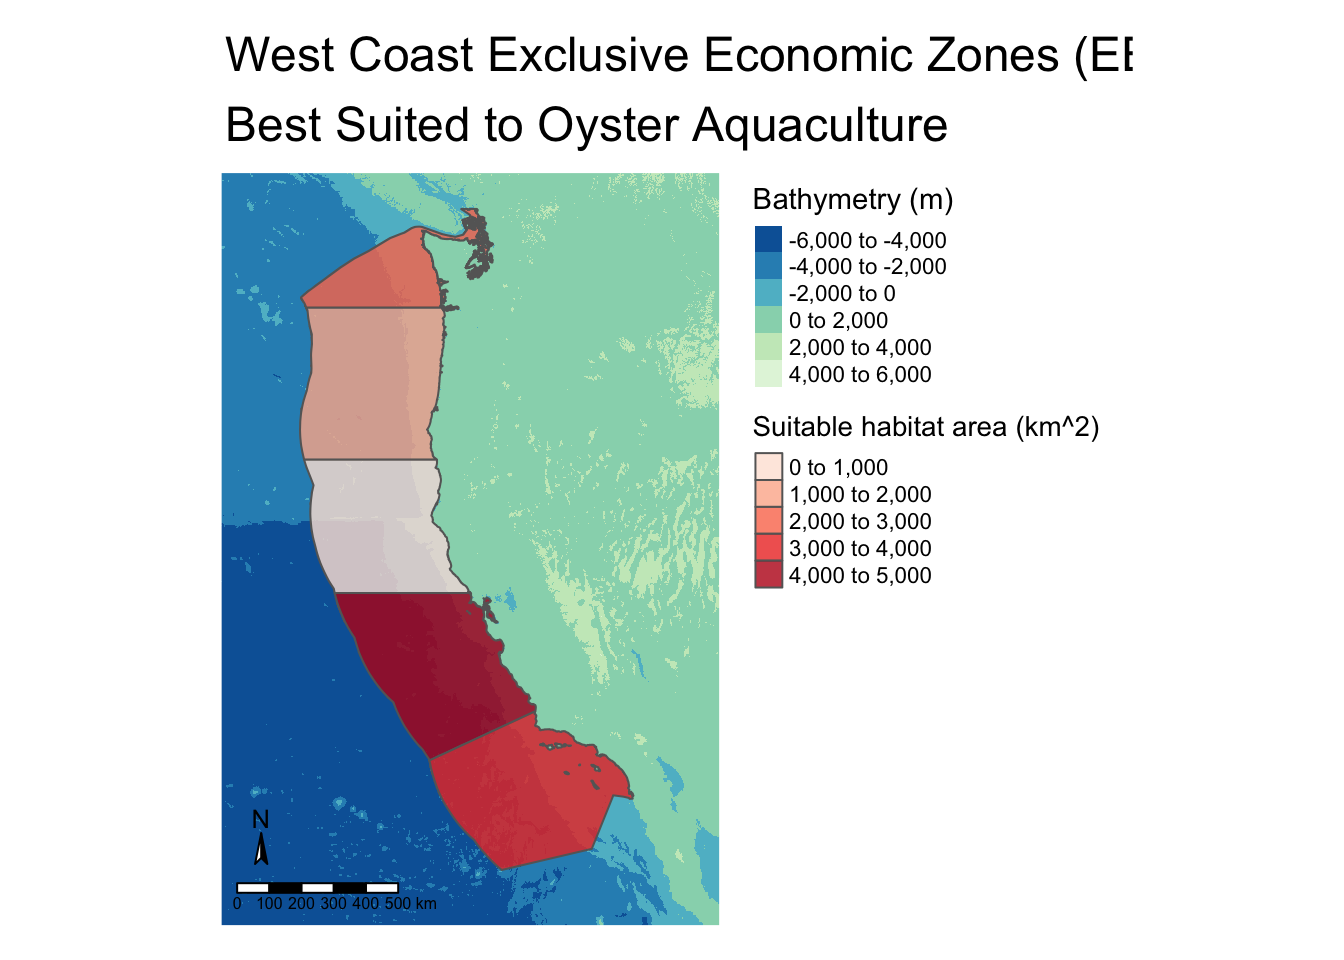 West Coast Exclusive Economic Zones (EE
Best Suited to Oyster Aquaculture
Bathymetry (m)
-6,000 to -4,000
-4,000 to -2,000
-2,000 to 0
0 to 2,000
2,000 to 4,000
4,000 to 6,000
Suitable habitat area (km^2)
0 to 1,000
1,000 to 2,000
2,000 to 3,000
3,000 to 4,000
4,000 to 5,000
N
0 100 200 300 400 500 km